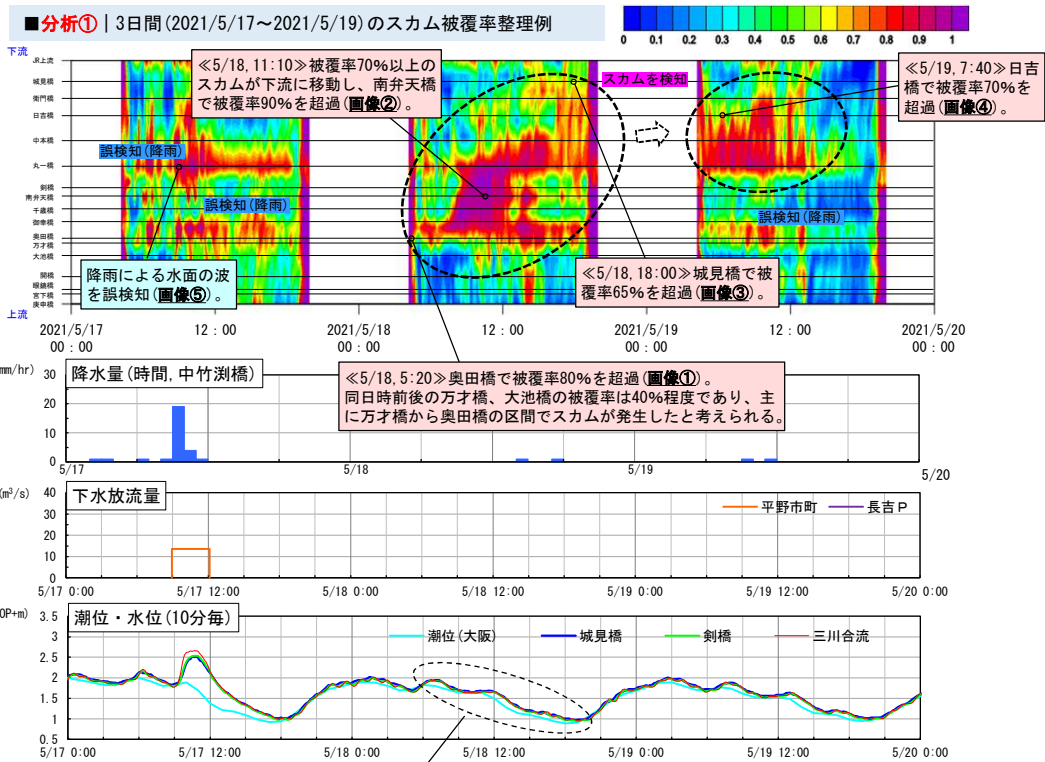 ■分析① | 3日間(2021/5/17～2021/5/19)のスカム被覆率整理例
0 0.1 0.2 0.3 0.4 0.5 0.6 0.7 0.8 0.9 1
下流
JR上流
城見橋
衛門橋
日吉橋
中本橋
丸一橋
剣橋
南弁天橋
千歳橋
御幸橋
奥田橋
万才橋
大池橋
開橋
眼鏡橋
宮下橋
庚申橋
上流
≪5/18, 11:10≫被覆率70%以上の
スカムが下流に移動し、南弁天橋
で被覆率90%を超過(画像②)。
スカムを検知
≪5/19, 7:40≫日吉
橋で被覆率70%を
超過(画像④)。
誤検知(降雨)
誤検知(降雨)
誤検知(降雨)
降雨による水面の波
を誤検知(画像⑤)。
≪5/18, 18:00≫城見橋で被
覆率65%を超過(画像③)。
2021/5/17 12：00 2021/5/18 12：00 2021/5/19 12：00 2021/5/20
00：00 00：00 00：00 00：00
≪5/18, 5:20≫奥田橋で被覆率80%を超過(画像①)。
同日時前後の万才橋、大池橋の被覆率は40%程度であり、主
に万才橋から奥田橋の区間でスカムが発生したと考えられる。
mm/hr)
降水量(時間, 中竹渕橋)
30
20
10
0
5/17 5/18 5/19 5/20
(m³/s)
下水放流量
平野市町 長吉P
40
30
20
10
0
5/17 0:00 5/17 12:00 5/18 0:00 5/18 12:00 5/19 0:00 5/19 12:00 5/20 0:00
OP+m)
潮位・水位(10分毎)
潮位(大阪) 城見橋 剣橋 三川合流
3.5
3
2.5
2
1.5
1
0.5
5/17 0:00 5/17 12:00 5/18 0:00 5/18 12:00 5/19 0:00 5/19 12:00 5/20 0:00